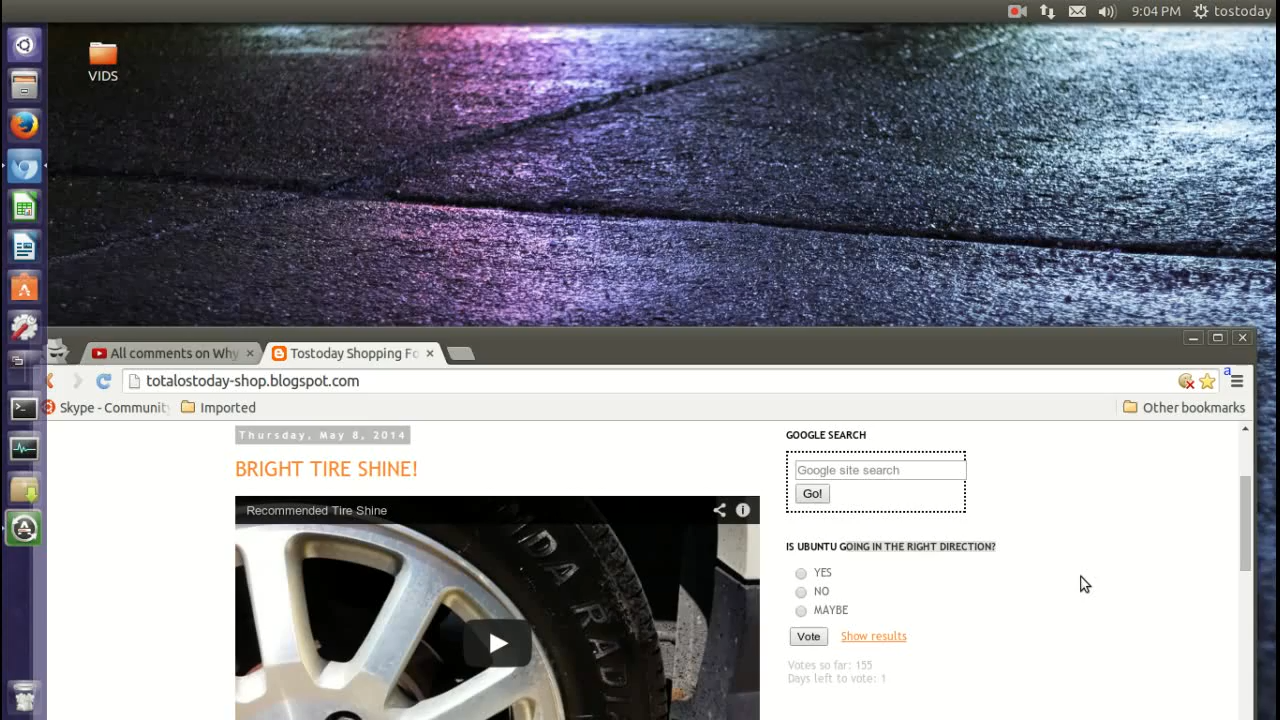 9:04 PM tostoday
VIDS
All comments on Why
Tostoday Shopping Fo
a
totalostoday-shop.blogspot.com
Skype - Community
Imported
Other bookmarks
Thursday, May 8, 2014
BRIGHT TIRE SHINE!
Recommended Tire Shine
GOOGLE SEARCH
Google site search
Go!
IS UBUNTU GOING IN THE RIGHT DIRECTION?
YES
NO
MAYBE
Vote Show results
Votes so far: 155
Days left to vote: 1